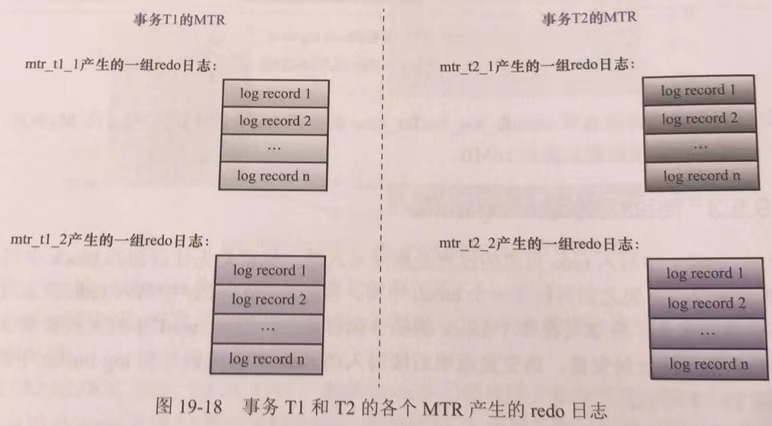 事务T1的MTR
事务T2的MTR
mtr_t1_1产生的一组redo日志：
log record 1
log record 2
…
log record n
mtr_t2_1产生的一组redo日志：
log record 1
log record 2
…
log record n
mtr_t1_2产生的一组redo日志：
log record 1
log record 2
…
log record n
mtr_t2_2产生的一组redo日志：
log record 1
log record 2
…
log record n
图 19-18 事务 T1 和 T2 的各个 MTR 产生的 redo 日志